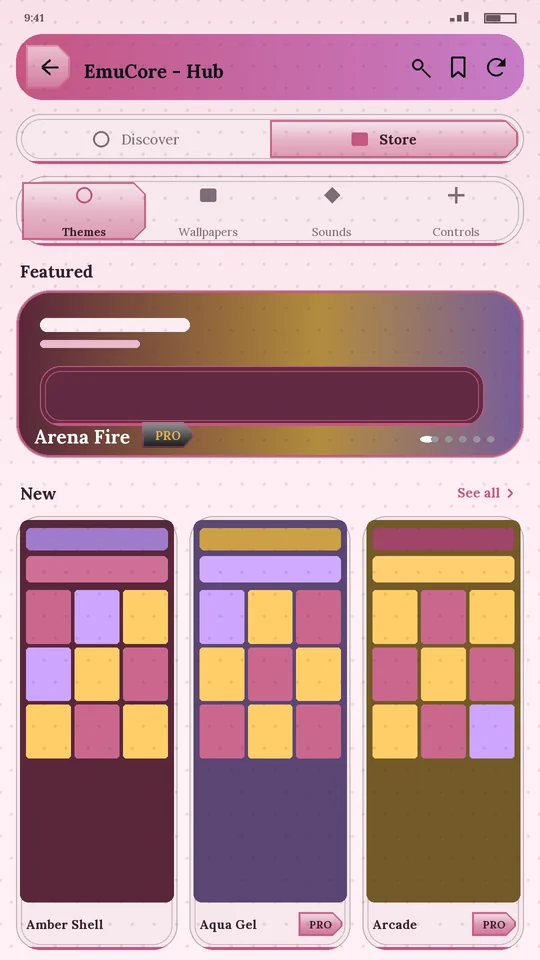 9:41
EmuCore - Hub
Discover
Store
Themes
Wallpapers
Sounds
Controls
Featured
Arena Fire
PRO
New
See all
Amber Shell
Aqua Gel
PRO
Arcade
PRO